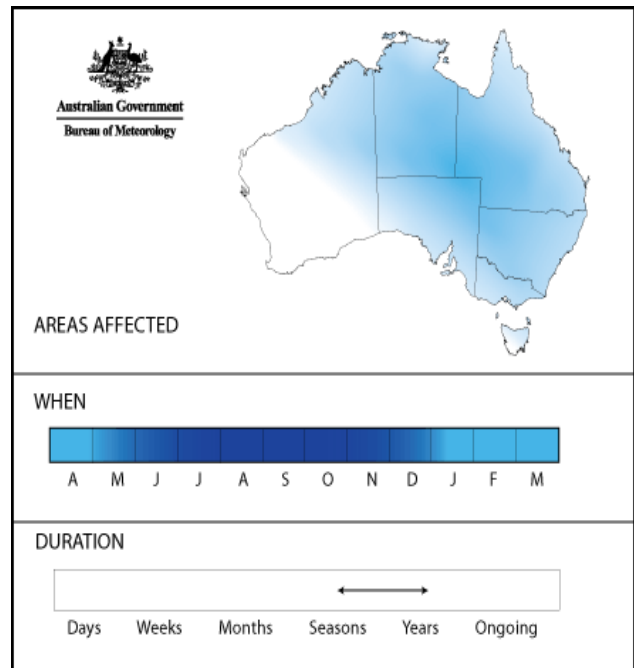 Australian Government
Bureau of Meteorology
AREAS AFFECTED
WHEN
A M J J A S O N D J F M
DURATION
Days Weeks Months Seasons Years Ongoing